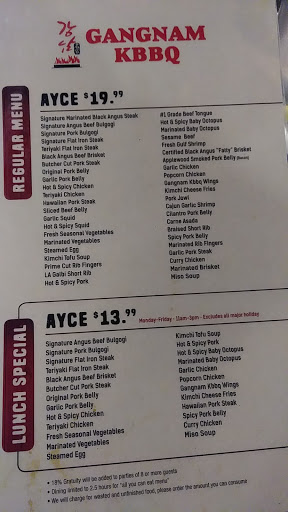 강남
GANGNAM
KBBQ
REGULAR MENU
AYCE $19.99
Signature Marinated Black Angus Steak
Signature Angus Beef Bulgogi
Signature Pork Bulgogi
Signature Flat Iron Steak
Teriyaki Flat Iron Steak
Black Angus Beef Brisket
Butcher Cut Pork Steak
Original Pork Belly
Garlic Pork Belly
Hot & Spicy Chicken
Teriyaki Chicken
Hawaiian Pork Steak
Sliced Beef Belly
Garlic Squid
Hot & Spicy Squid
Fresh Seasonal Vegetables
Marinated Vegetables
Steamed Egg
Kimchi Tofu Soup
Prime Cut Rib Fingers
LA Galbi Short Rib
Hot & Spicy Pork
#1 Grade Beef Tongue
Hot & Spicy Baby Octopus
Marinated Baby Octopus
Sesame Beef
Fresh Gulf Shrimp
Certified Black Angus "Fatty" Brisket
Applewood Smoked Pork Belly (Bacon)
Garlic Chicken
Popcorn Chicken
Gangnam Kbbq Wings
Kimchi Cheese Fries
Pork Jowl
Cajun Garlic Shrimp
Cilantro Pork Belly
Carne Asada
Braised Short Rib
Spicy Pork Belly
Marinated Rib Fingers
Garlic Pork Steak
Curry Chicken
Marinated Brisket
Miso Soup
LUNCH SPECIAL
AYCE $13.99 Monday-Friday - 11am-3pm - Excludes all major holiday
Signature Angus Beef Bulgogi
Signature Pork Bulgogi
Signature Flat Iron Steak
Teriyaki Flat Iron Steak
Black Angus Beef Brisket
Butcher Cut Pork Steak
Original Pork Belly
Garlic Pork Belly
Hot & Spicy Chicken
Teriyaki Chicken
Fresh Seasonal Vegetables
Marinated Vegetables
Steamed Egg
Kimchi Tofu Soup
Hot & Spicy Pork
Hot & Spicy Baby Octopus
Marinated Baby Octopus
Garlic Chicken
Popcorn Chicken
Gangnam Kbbq Wings
Kimchi Cheese Fries
Hawaiian Pork Steak
Spicy Pork Belly
Curry Chicken
Miso Soup
• 18% Gratuity will be added to parties of 8 or more guests
• Dining limited to 2.5 hours for "all you can eat menu"
• We will charge for wasted and unfinished food, please order the amount you can consume